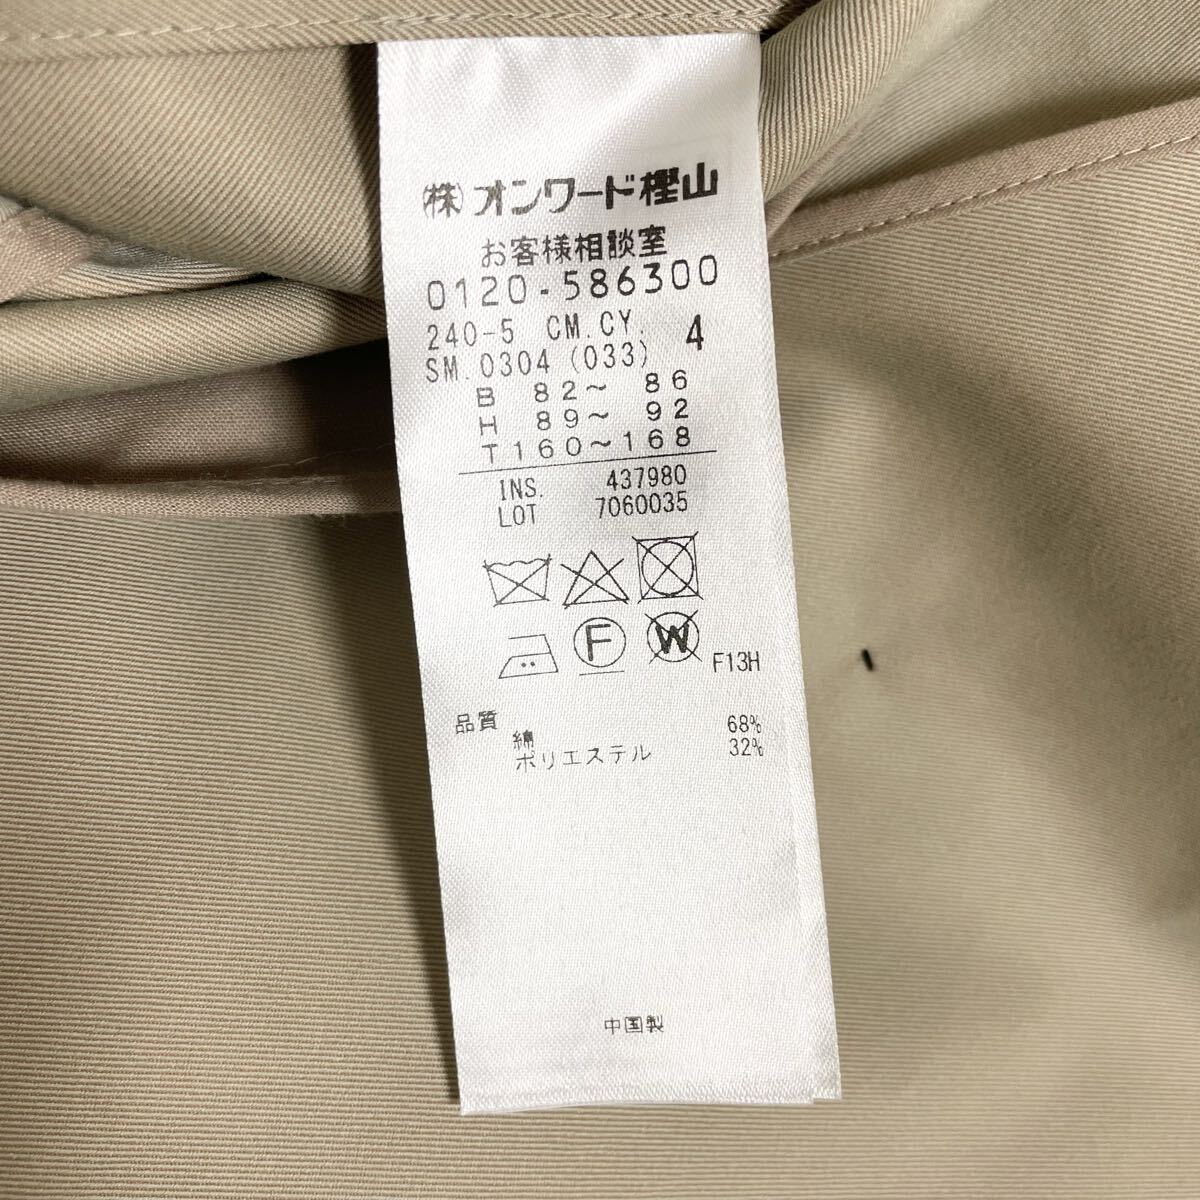 (株)オンワード樫山
お客様相談室
0120-586300
240-5 CM.CY. 4
SM.0304 (033)
B 82～ 86
H 89～ 92
T160～168
INS. 437980
LOT 7060035
F
W
F13H
品質
綿 68%
ポリエステル 32%
中国製